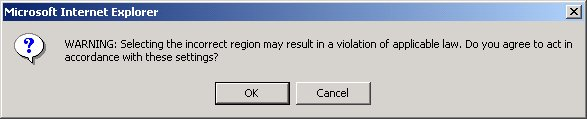 Microsoft Internet Explorer
WARNING: Selecting the incorrect region may result in a violation of applicable law. Do you agree to act in
accordance with these settings?
OK Cancel